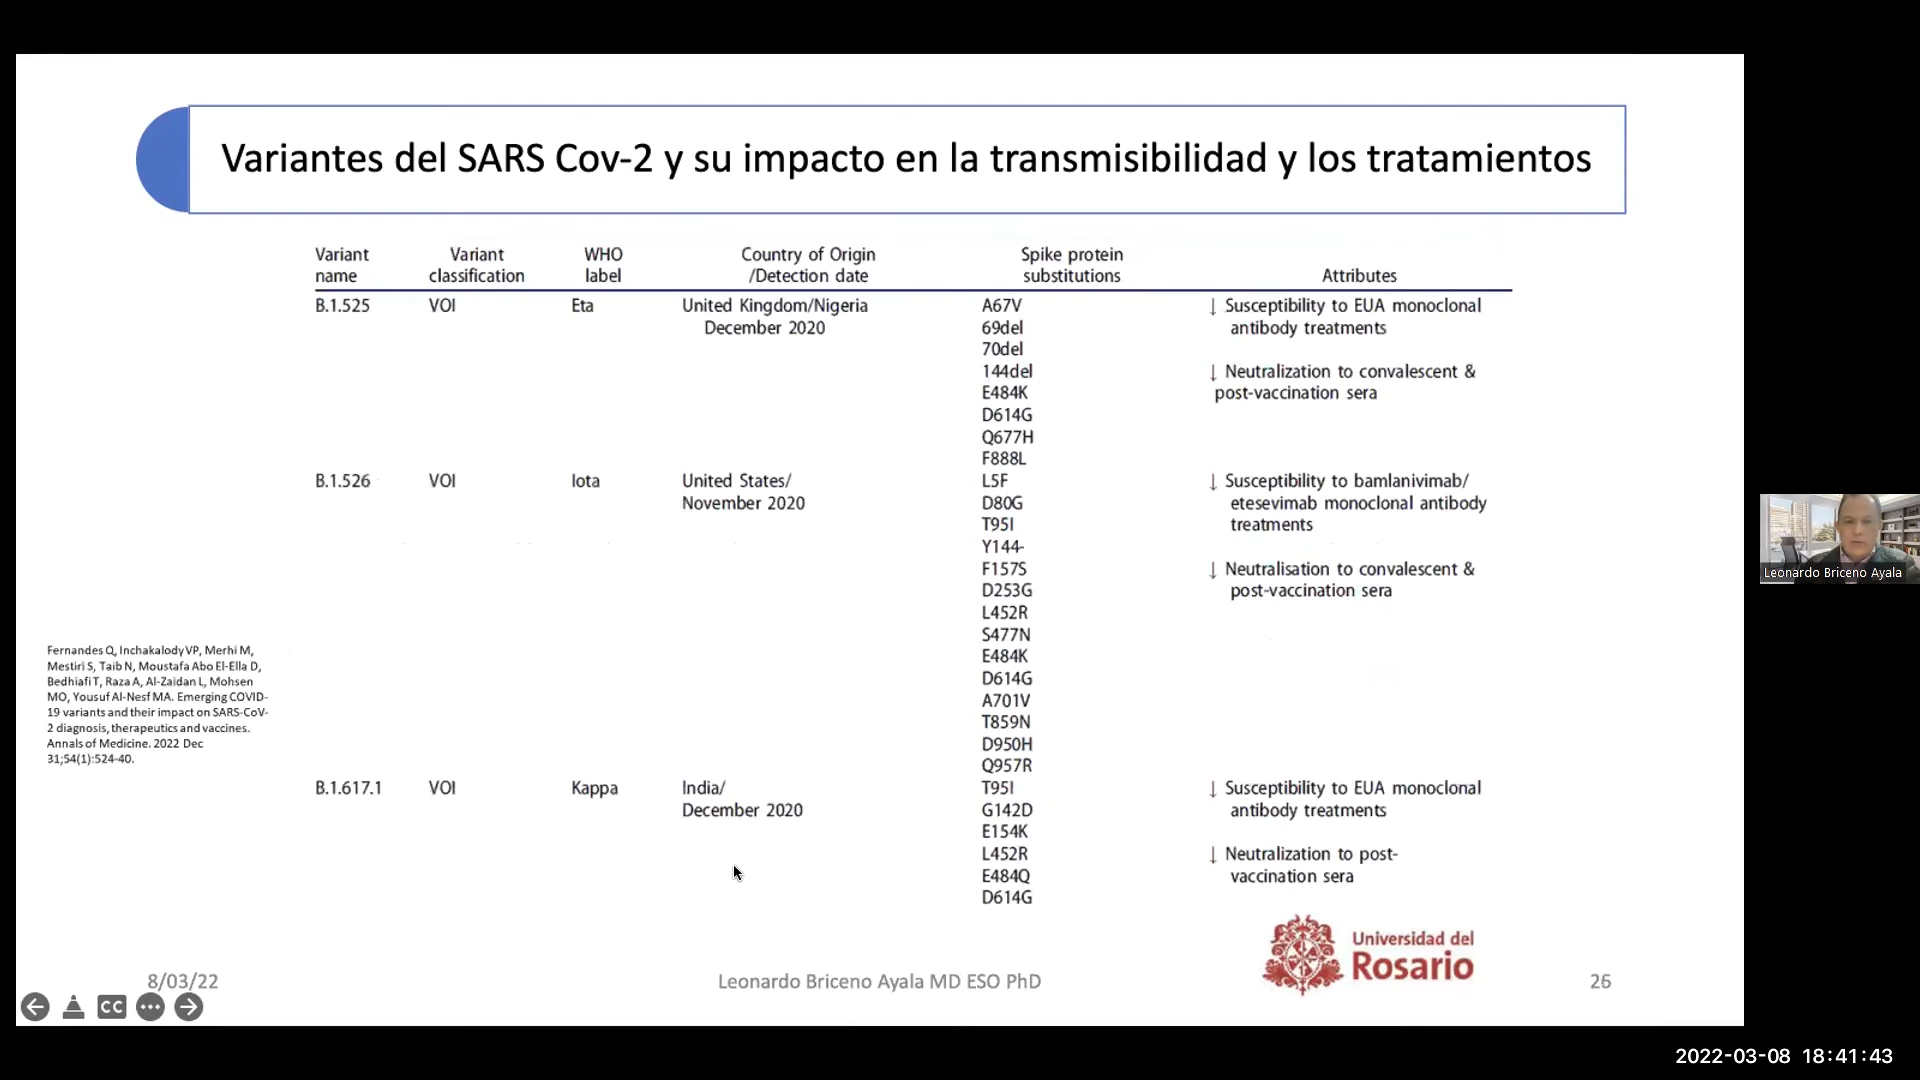 Variantes del SARS Cov-2 y su impacto en la transmisibilidad y los tratamientos
Variant name
Variant classification
WHO label
Country of Origin /Detection date
Spike protein substitutions
Attributes
B.1.525
VOI
Eta
United Kingdom/Nigeria
December 2020
A67V
69del
70del
144del
E484K
D614G
Q677H
F888L
↓ Susceptibility to EUA monoclonal
antibody treatments
↓ Neutralization to convalescent &
post-vaccination sera
B.1.526
VOI
Iota
United States/
November 2020
L5F
D80G
T95I
Y144-
F157S
D253G
L452R
S477N
E484K
D614G
A701V
T859N
D950H
Q957R
↓ Susceptibility to bamlanivimab/
etesevimab monoclonal antibody
treatments
↓ Neutralisation to convalescent &
post-vaccination sera
B.1.617.1
VOI
Kappa
India/
December 2020
T95I
G142D
E154K
L452R
E484Q
D614G
↓ Susceptibility to EUA monoclonal
antibody treatments
↓ Neutralization to post-
vaccination sera
Fernandes Q, Inchakalody VP, Merhi M,
Mestiri S, Taib N, Moustafa Abo El-Ella D,
Bedhiafi T, Raza A, Al-Zaidan L, Mohsen
MO, Yousuf Al-Nesf MA. Emerging COVID-
19 variants and their impact on SARS-CoV-
2 diagnosis, therapeutics and vaccines.
Annals of Medicine. 2022 Dec
31;54(1):524-40.
Leonardo Briceno Ayala
Universidad del
Rosario
8/03/22
Leonardo Briceno Ayala MD ESO PhD
26
CC
2022-03-08 18:41:43